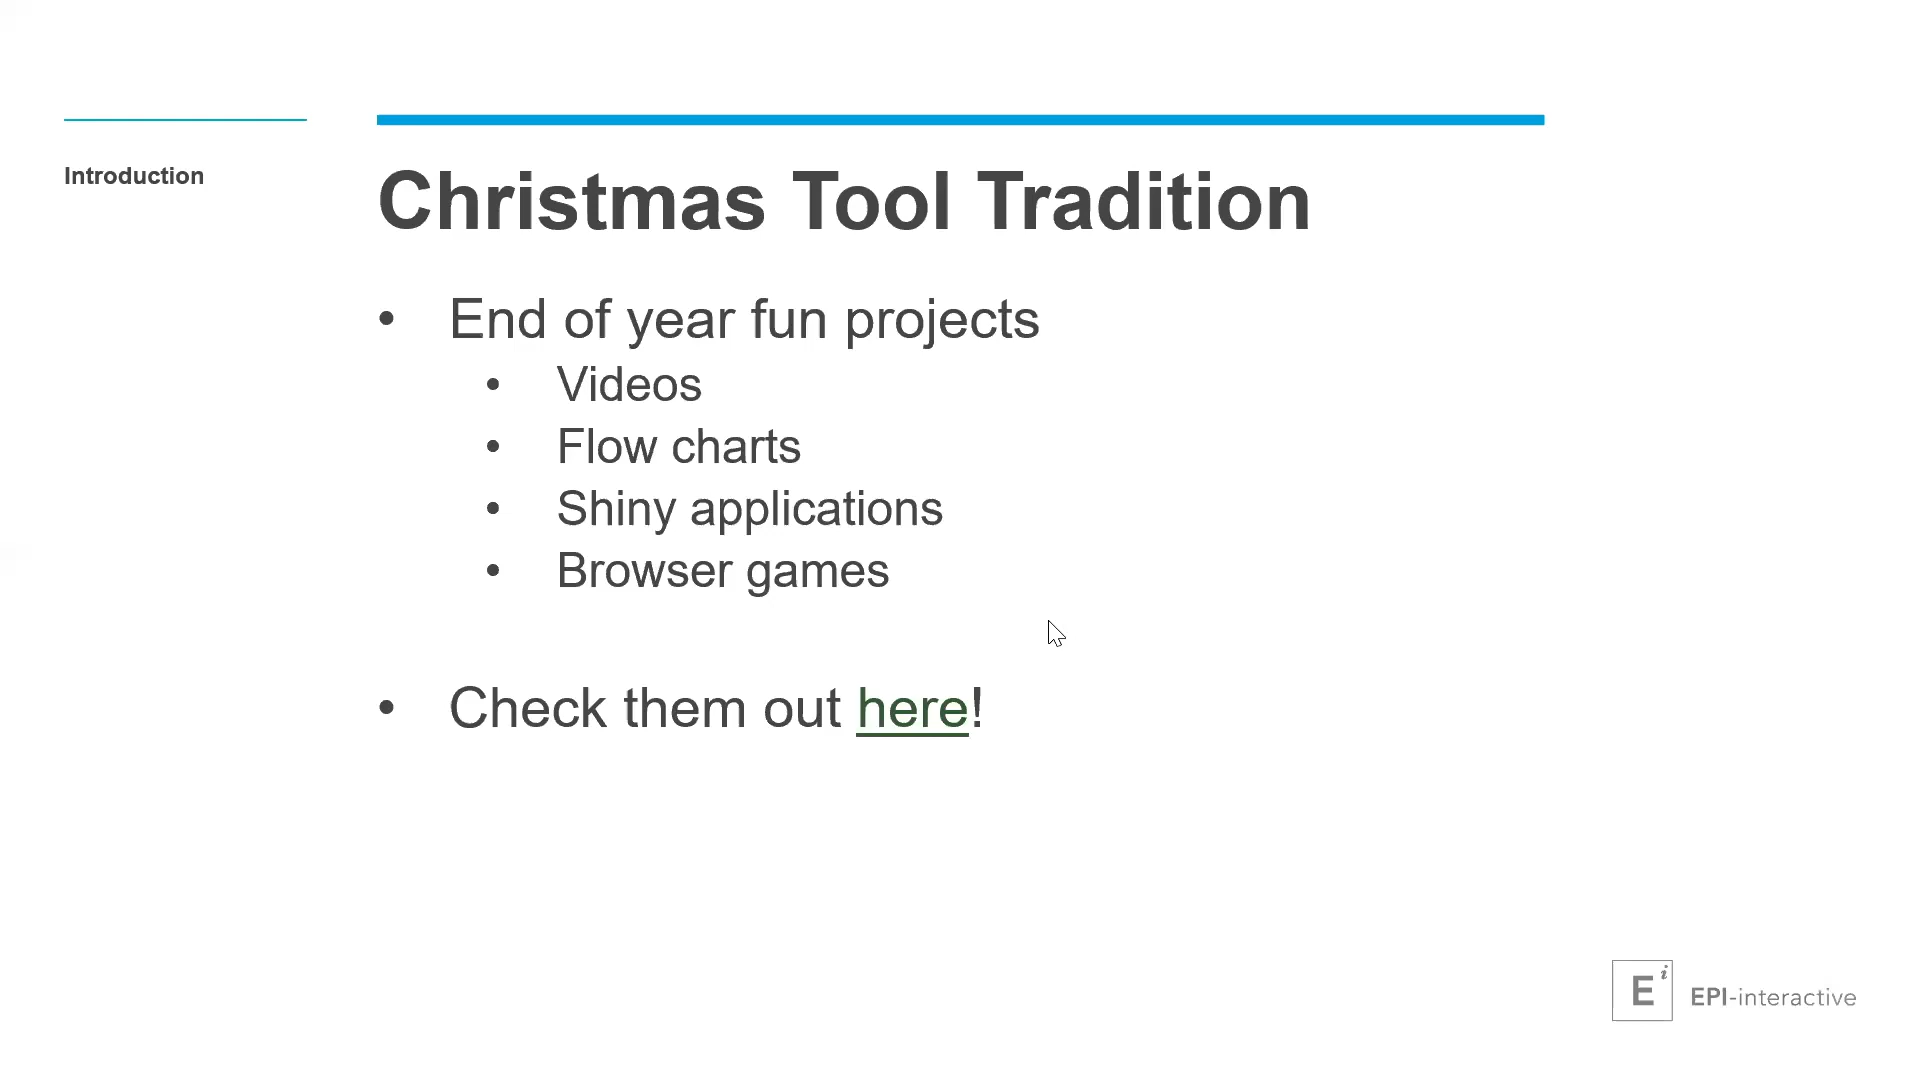 Introduction
Christmas Tool Tradition
• End of year fun projects
• Videos
• Flow charts
• Shiny applications
• Browser games
• Check them out here!
E i
EPI-interactive